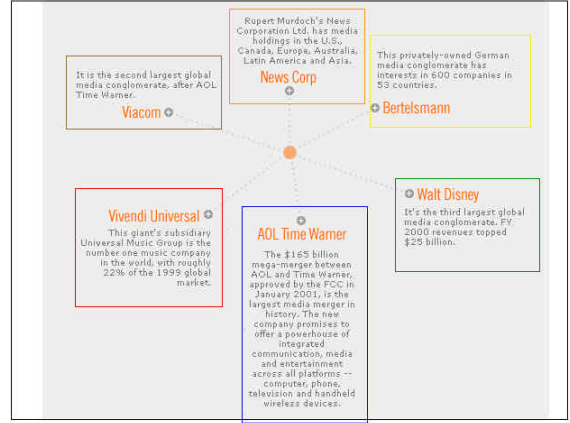 Rupert Murdoch's News
Corporation Ltd. has media
holdings in the U.S.,
Canada, Europe, Australia,
Latin America and Asia.
News Corp
It is the second largest global
media conglomerate, after AOL
Time Warner.
Viacom
This privately-owned German
media conglomerate has
interests in 600 companies in
53 countries.
Bertelsmann
Vivendi Universal
This giant's subsidiary
Universal Music Group is the
number one music company
in the world, with roughly
22% of the 1999 global
market.
AOL Time Warner
The $165 billion
mega-merger between
AOL and Time Warner,
approved by the FCC in
January 2001, is the
largest media merger in
history. The new
company promises to
offer a powerhouse of
integrated
communication, media
and entertainment
across all platforms --
computer, phone,
television and handheld
wireless devices.
Walt Disney
It's the third largest global
media conglomerate. FY
2000 revenues topped
$25 billion.